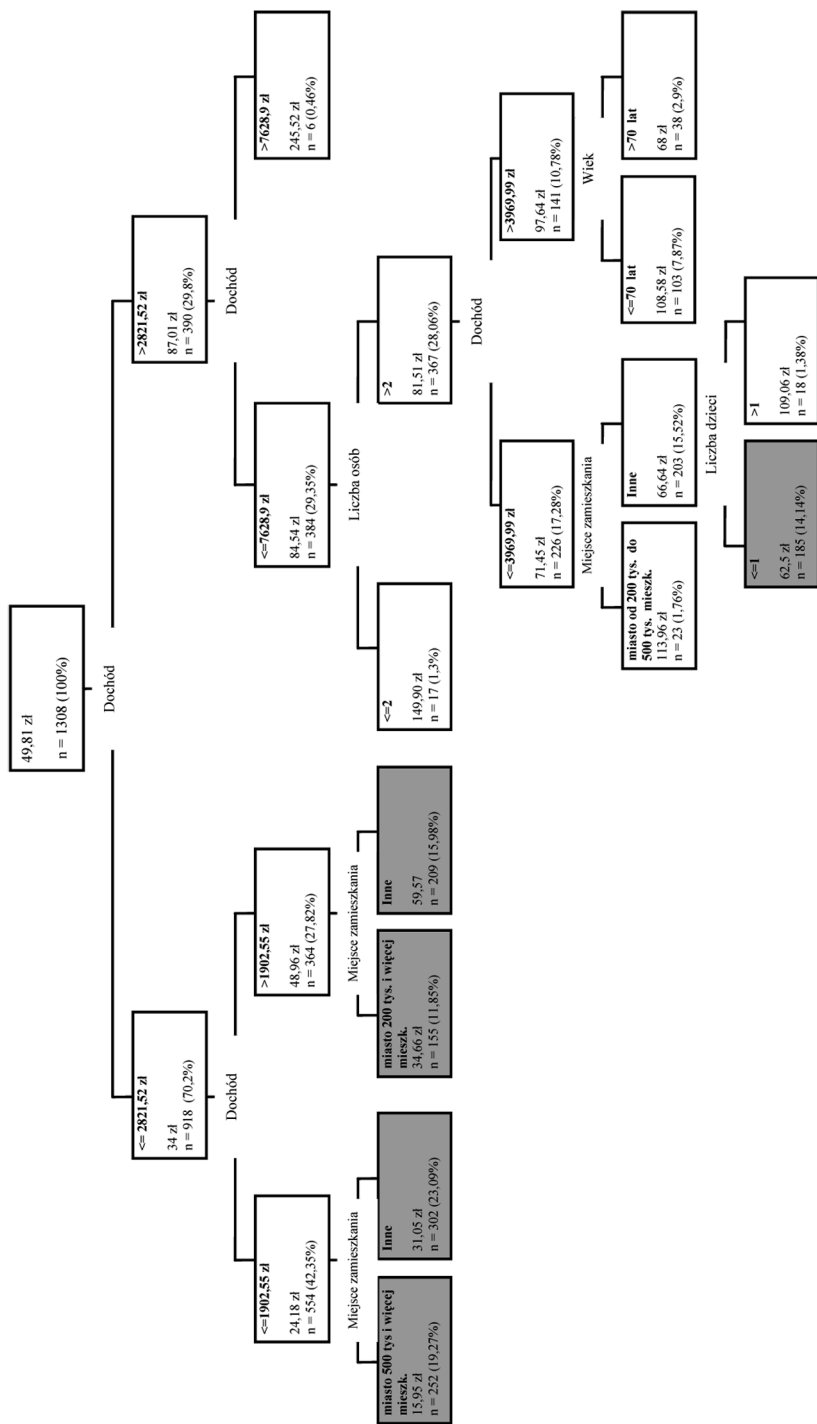 49,81 zł
n = 1308 (100%)
Dochód
<= 2821,52 zł
34 zł
n = 918 (70,2%)
Dochód
>2821,52 zł
87,01 zł
n = 390 (29,8%)
Dochód
<=1902,55 zł
24,18 zł
n = 554 (42,35%)
Miejsce zamieszkania
>1902,55 zł
48,96 zł
n = 364 (27,82%)
Miejsce zamieszkania
<=7628,9 zł
84,54 zł
n = 384 (29,35%)
Liczba osób
>7628,9 zł
245,52 zł
n = 6 (0,46%)
miasto 500 tys i więcej
mieszk.
15,95 zł
n = 252 (19,27%)
Inne
31,05 zł
n = 302 (23,09%)
miasto 200 tys. i więcej
mieszk.
34,66 zł
n = 155 (11,85%)
Inne
59,57
n = 209 (15,98%)
<=2
149,90 zł
n = 17 (1,3%)
>2
81,51 zł
n = 367 (28,06%)
Dochód
<=3969,99 zł
71,45 zł
n = 226 (17,28%)
Miejsce zamieszkania
>3969,99 zł
97,64 zł
n = 141 (10,78%)
Wiek
miasto od 200 tys. do
500 tys. mieszk.
113,96 zł
n = 23 (1,76%)
Inne
66,64 zł
n = 203 (15,52%)
Liczba dzieci
<=70 lat
108,58 zł
n = 103 (7,87%)
>70 lat
68 zł
n = 38 (2,9%)
<=1
62,5 zł
n = 185 (14,14%)
>1
109,06 zł
n = 18 (1,38%)